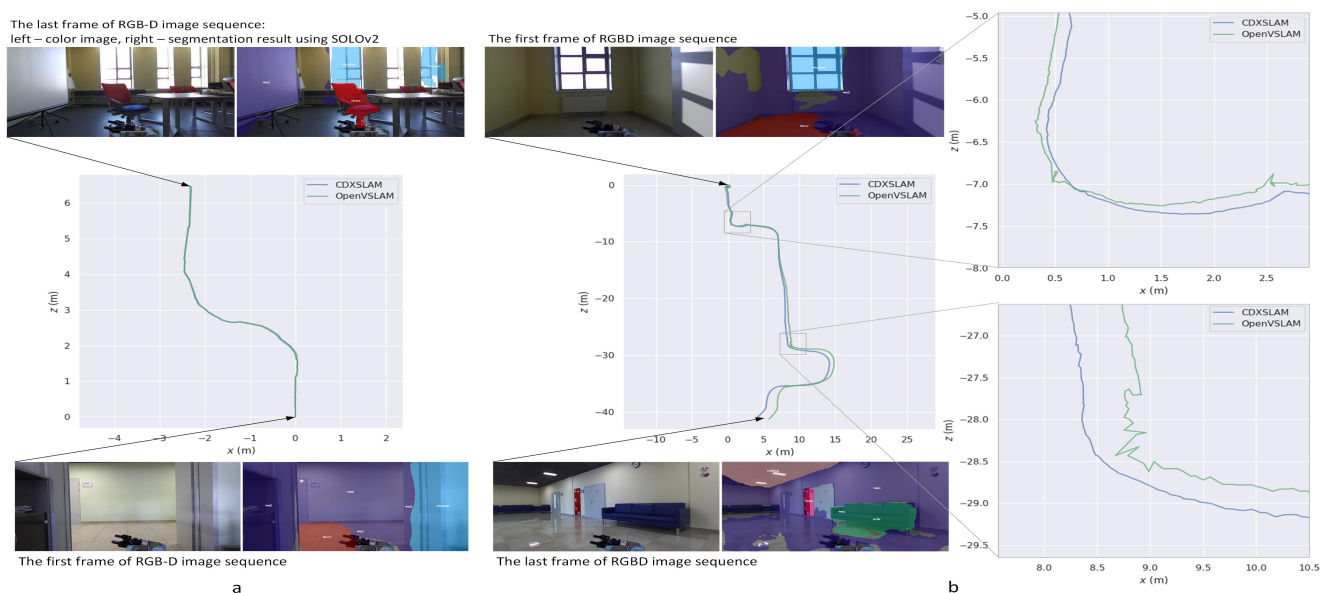 The last frame of RGB-D image sequence:
left – color image, right – segmentation result using SOLOv2
CDXSLAM
OpenVSLAM
6
5
4
3
2
1
0
z (m)
−4
−2
0
1
2
x (m)
The first frame of RGB-D image sequence
a
The first frame of RGBD image sequence
CDXSLAM
OpenVSLAM
0
−10
−20
−30
−40
z (m)
−10
−5
0
5
10
15
20
25
x (m)
The last frame of RGBD image sequence
CDXSLAM
OpenVSLAM
−5.0
−5.5
−6.0
−6.5
−7.0
−7.5
−8.0
z (m)
0.0
0.5
1.0
1.5
2.0
2.5
x (m)
CDXSLAM
OpenVSLAM
−27.0
−27.5
−28.0
−28.5
−29.0
−29.5
z (m)
8.0
8.5
9.0
9.5
10.0
10.5
x (m)
b